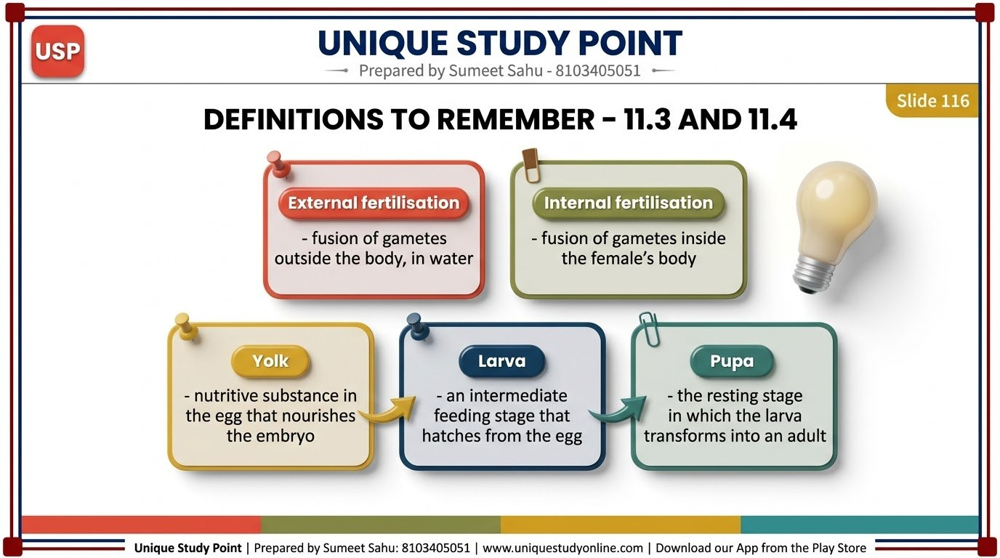 USP
UNIQUE STUDY POINT
Prepared by Sumeet Sahu - 8103405051
Slide 116
DEFINITIONS TO REMEMBER - 11.3 AND 11.4
External fertilisation
- fusion of gametes
outside the body, in water
Internal fertilisation
- fusion of gametes inside
the female's body
Yolk
- nutritive substance in
the egg that nourishes
the embryo
Larva
- an intermediate
feeding stage that
hatches from the egg
Pupa
- the resting stage
in which the larva
transforms into an adult
Unique Study Point | Prepared by Sumeet Sahu: 8103405051 | www.uniquestudyonline.com | Download our App from the Play Store